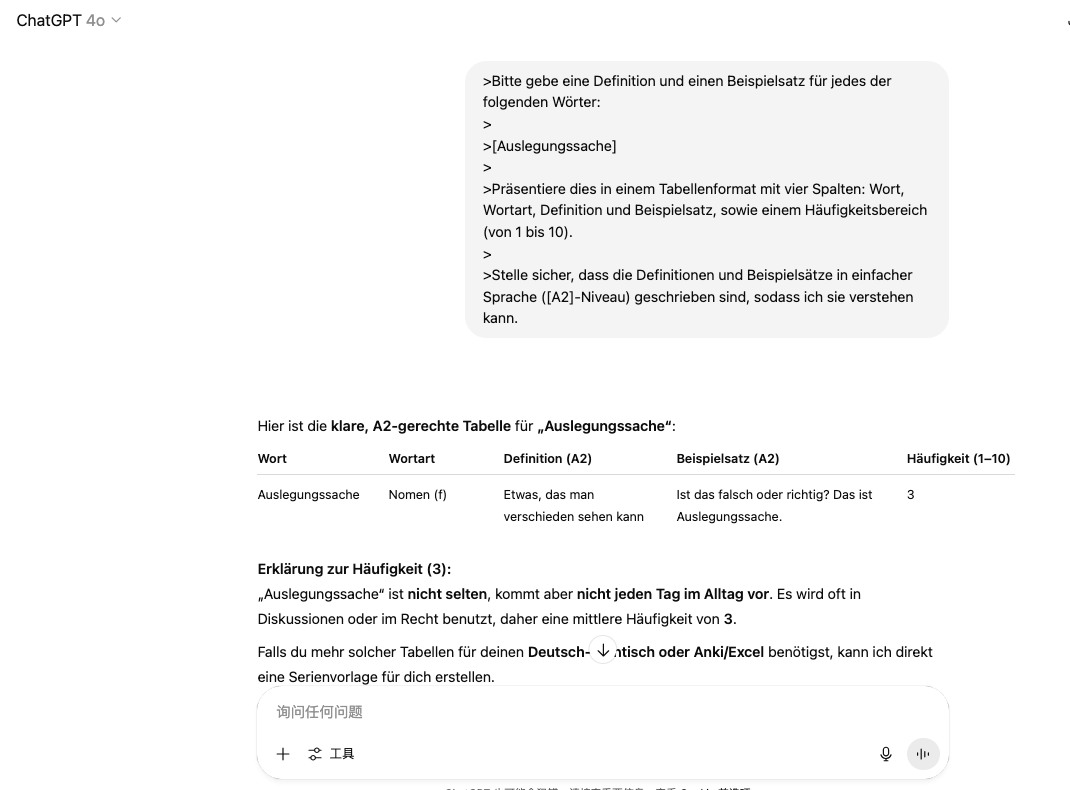 ChatGPT 4o
>Bitte gebe eine Definition und einen Beispielsatz für jedes der
folgenden Wörter:
>
>[Auslegungssache]
>
>Präsentiere dies in einem Tabellenformat mit vier Spalten: Wort,
Wortart, Definition und Beispielsatz, sowie einem Häufigkeitsbereich
(von 1 bis 10).
>
>Stelle sicher, dass die Definitionen und Beispielsätze in einfacher
Sprache ([A2]-Niveau) geschrieben sind, sodass ich sie verstehen
kann.
Hier ist die klare, A2-gerechte Tabelle für „Auslegungssache“:
Wort Wortart Definition (A2) Beispielsatz (A2) Häufigkeit (1–10)
Auslegungssache Nomen (f) Etwas, das man Ist das falsch oder richtig? Das ist 3
verschieden sehen kann Auslegungssache.
Erklärung zur Häufigkeit (3):
„Auslegungssache“ ist nicht selten, kommt aber nicht jeden Tag im Alltag vor. Es wird oft in
Diskussionen oder im Recht benutzt, daher eine mittlere Häufigkeit von 3.
Falls du mehr solcher Tabellen für deinen Deutsch- oder Anki/Excel benötigst, kann ich direkt
eine Serienvorlage für dich erstellen.
询问任何问题
工具